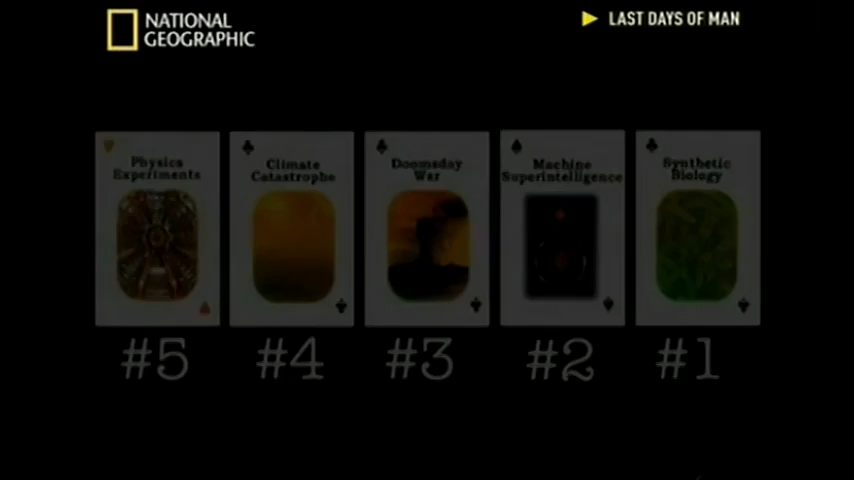 NATIONAL
GEOGRAPHIC
LAST DAYS OF MAN
Physics
Experiments
Climate
Catastrophe
Doomsday
War
Machine
Superintelligence
Synthetic
Biology
#5
#4
#3
#2
#1